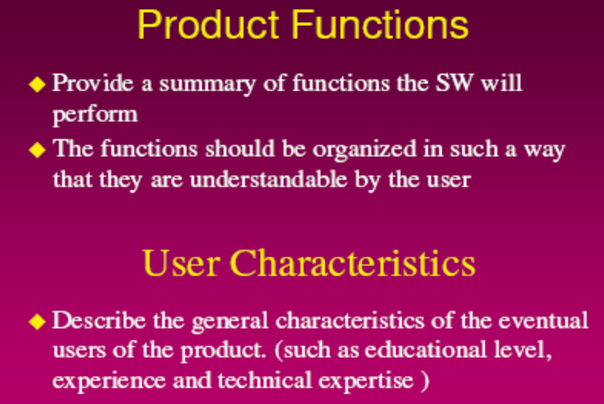 Product Functions
Provide a summary of functions the SW will
perform
The functions should be organized in such a way
that they are understandable by the user
User Characteristics
Describe the general characteristics of the eventual
users of the product. (such as educational level,
experience and technical expertise )